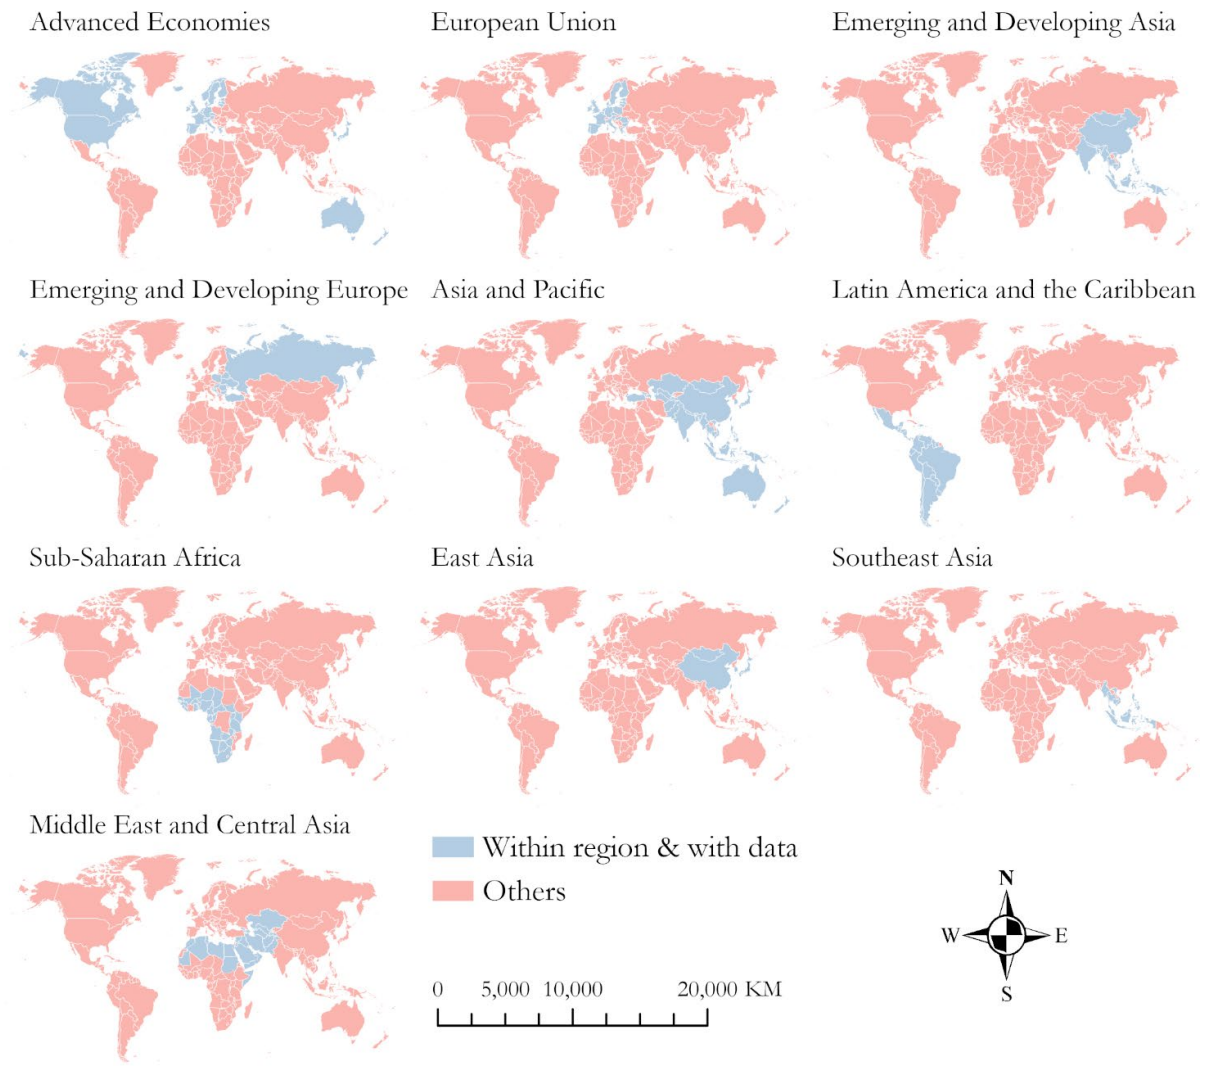 Advanced Economies
European Union
Emerging and Developing Asia
Emerging and Developing Europe
Asia and Pacific
Latin America and the Caribbean
Sub-Saharan Africa
East Asia
Southeast Asia
Middle East and Central Asia
Within region & with data
Others
N
W E
S
0 5,000 10,000 20,000 KM